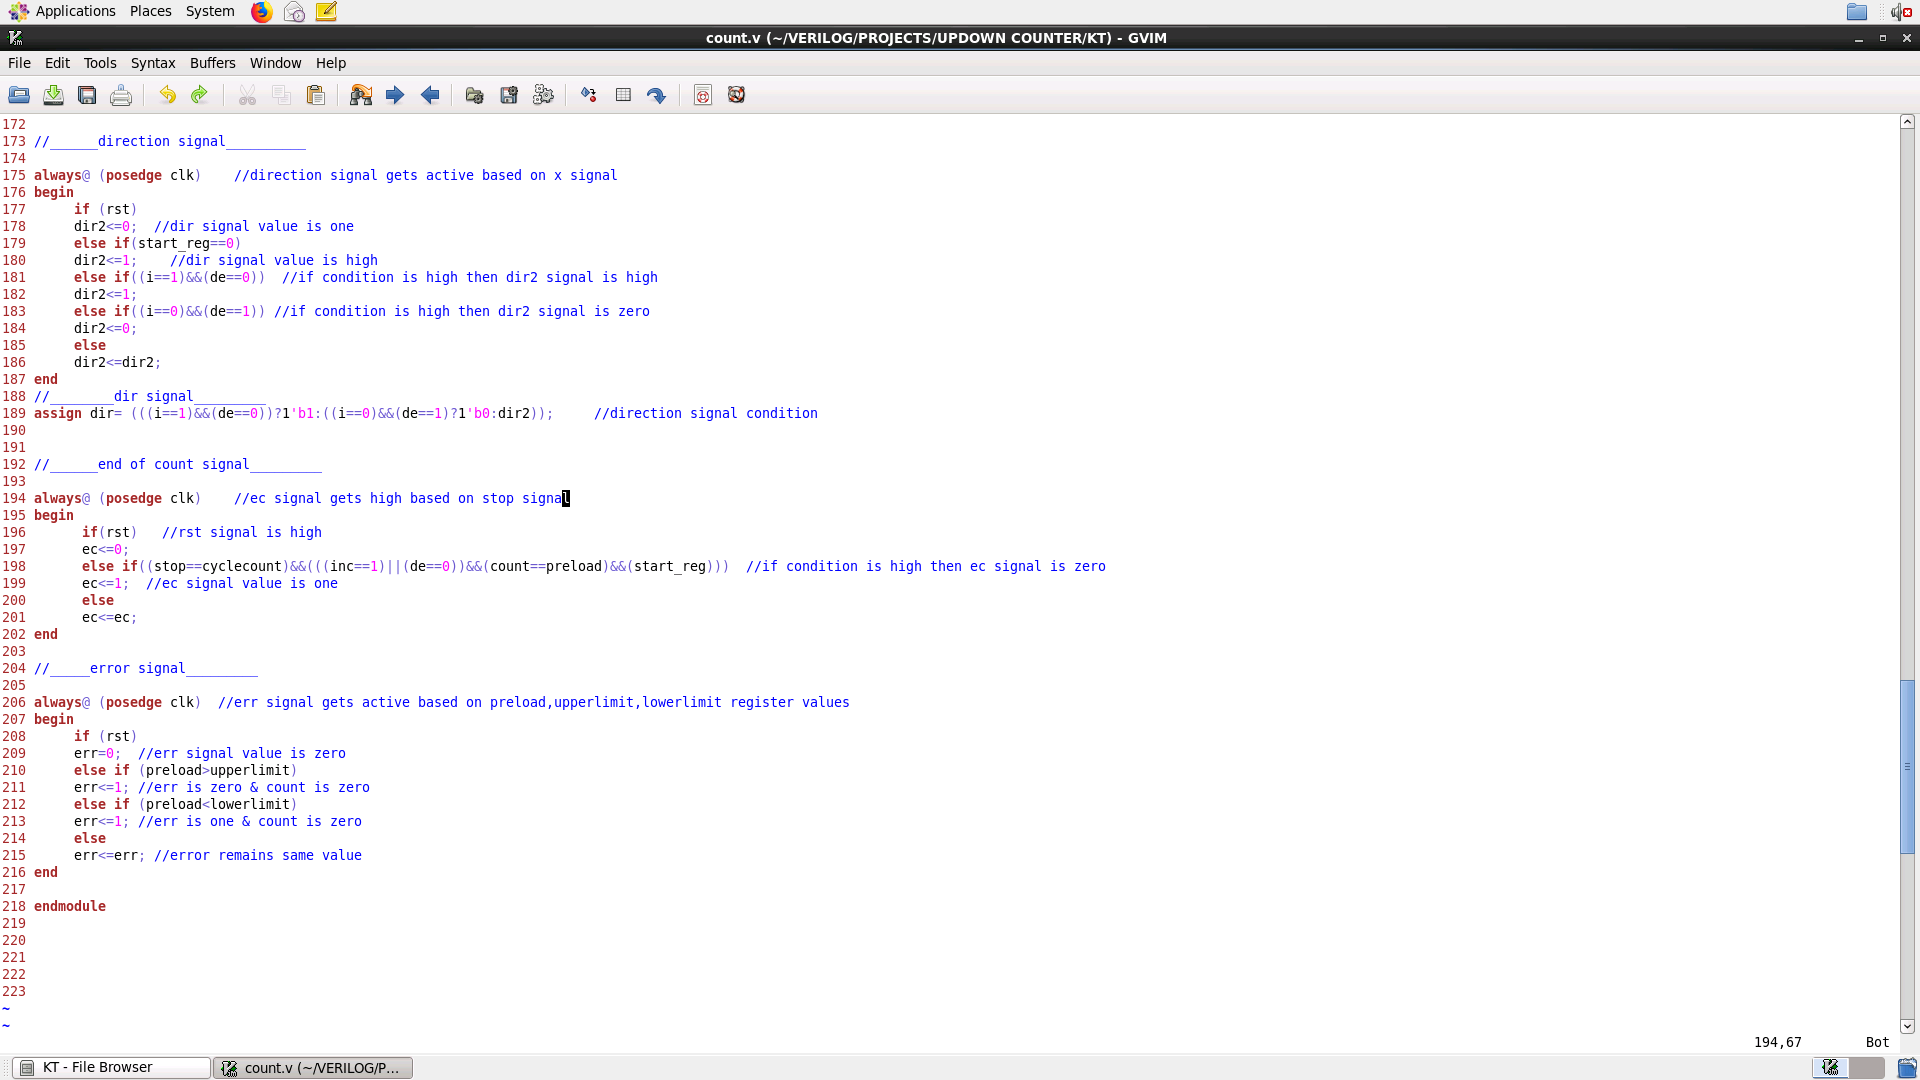 Applications Places System
count.v (~/VERILOG/PROJECTS/UPDOWN COUNTER/KT) - GVIM
File Edit Tools Syntax Buffers Window Help
172
173 //______direction signal__________
174
175 always@ (posedge clk)    //direction signal gets active based on x signal
176 begin
177      if (rst)
178      dir2<=0;  //dir signal value is one
179      else if(start_reg==0)
180      dir2<=1;    //dir signal value is high
181      else if((i==1)&&(de==0))  //if condition is high then dir2 signal is high
182      dir2<=1;
183      else if((i==0)&&(de==1)) //if condition is high then dir2 signal is zero
184      dir2<=0;
185      else
186      dir2<=dir2;
187 end
188 //________dir signal_________
189 assign dir= (((i==1)&&(de==0))?1'b1:((i==0)&&(de==1)?1'b0:dir2));     //direction signal condition
190
191
192 //______end of count signal_________
193
194 always@ (posedge clk)    //ec signal gets high based on stop signal
195 begin
196       if(rst)   //rst signal is high
197       ec<=0;
198       else if((stop==cyclecount)&&(((inc==1)||(de==0))&&(count==preload)&&(start_reg)))  //if condition is high then ec signal is zero
199       ec<=1;  //ec signal value is one
200       else
201       ec<=ec;
202 end
203
204 //_____error signal_________
205
206 always@ (posedge clk)  //err signal gets active based on preload,upperlimit,lowerlimit register values
207 begin
208      if (rst)
209      err=0;  //err signal value is zero
210      else if (preload>upperlimit)
211      err<=1; //err is zero & count is zero
212      else if (preload<lowerlimit)
213      err<=1; //err is one & count is zero
214      else
215      err<=err; //error remains same value
216 end
217
218 endmodule
219
220
221
222
223
~
~
194,67 Bot
KT - File Browser count.v (~/VERILOG/P...